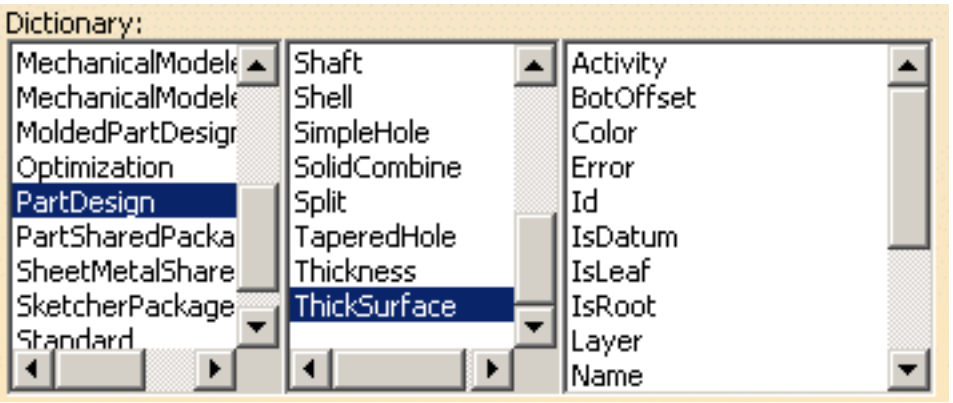 Dictionary:
MechanicalModele
MechanicalModele
MoldedPartDesign
Optimization
PartDesign
PartSharedPacka
SheetMetalShare
SketcherPackage
Standard
Shaft
Shell
SimpleHole
SolidCombine
Split
TaperedHole
Thickness
ThickSurface
Activity
BotOffset
Color
Error
Id
IsDatum
IsLeaf
IsRoot
Layer
Name